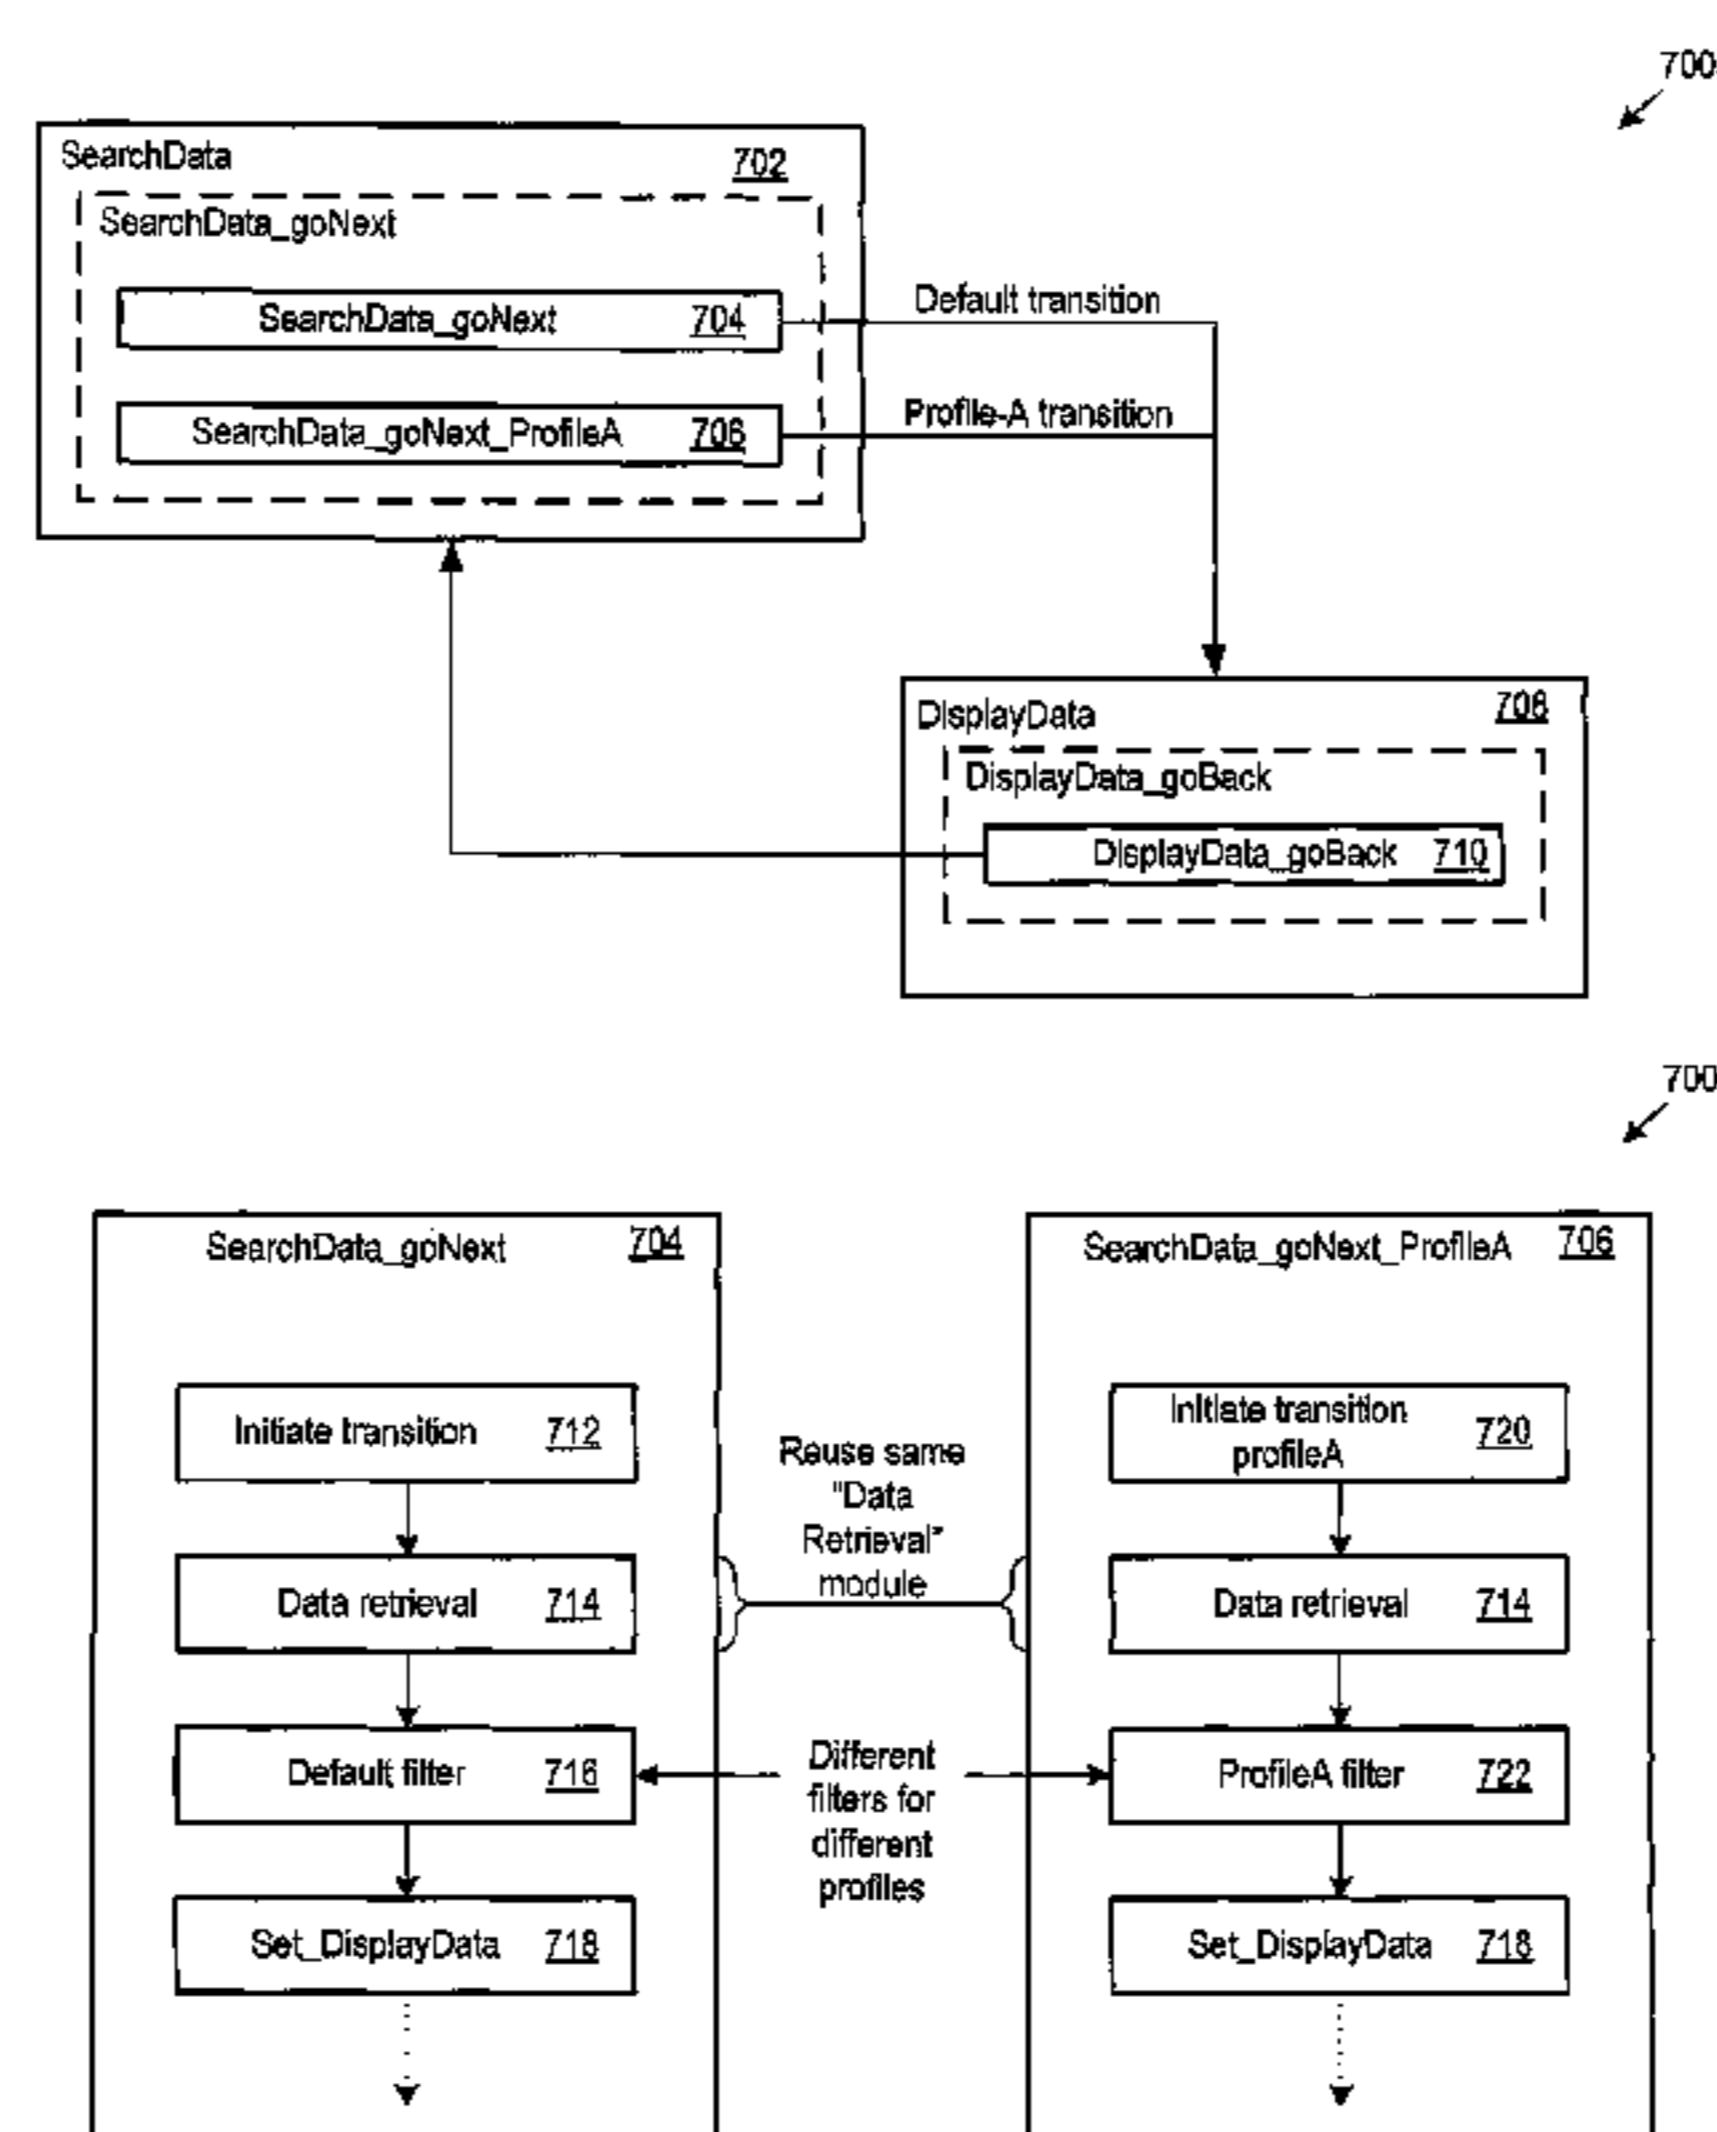 700
SearchData 702
SearchData_goNext
SearchData_goNext 704
Default transition
SearchData_goNext_ProfileA 706
Profile-A transition
DisplayData 708
DisplayData_goBack
DisplayData_goBack 710
700
SearchData_goNext 704
SearchData_goNext_ProfileA 706
Initiate transition 712
Initiate transition
profileA 720
Reuse same
"Data
Retrieval"
module
Data retrieval 714
Data retrieval 714
Default filter 716
Different
filters for
different
profiles
ProfileA filter 722
Set_DisplayData 718
Set_DisplayData 718